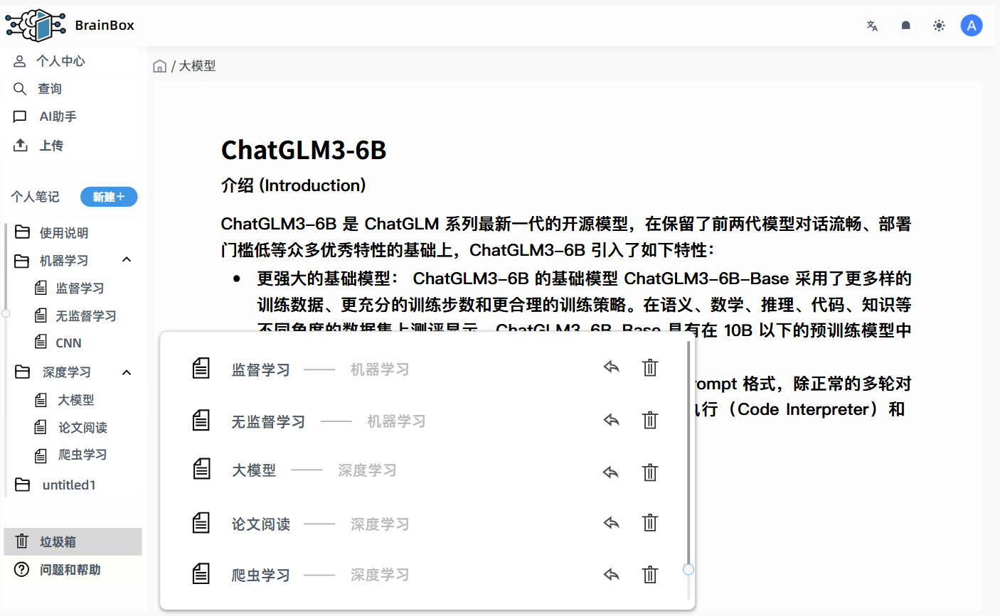 BrainBox
A
个人中心
查询
AI助手
上传
个人笔记
新建+
使用说明
机器学习
监督学习
无监督学习
CNN
深度学习
大模型
论文阅读
爬虫学习
untitled1
垃圾箱
问题和帮助
/ 大模型
ChatGLM3-6B
介绍 (Introduction)
ChatGLM3-6B 是 ChatGLM 系列最新一代的开源模型，在保留了前两代模型对话流畅、部署
门槛低等众多优秀特性的基础上，ChatGLM3-6B 引入了如下特性：
更强大的基础模型： ChatGLM3-6B 的基础模型 ChatGLM3-6B-Base 采用了更多样的
训练数据、更充分的训练步数和更合理的训练策略。在语义、数学、推理、代码、知识等
不同角度的数据集上测评显示，ChatGLM3-6B-Base 具有在 10B 以下的预训练模型中
rompt 格式，除正常的多轮对
执行（Code Interpreter）和
监督学习 —— 机器学习
无监督学习 —— 机器学习
大模型 —— 深度学习
论文阅读 —— 深度学习
爬虫学习 —— 深度学习